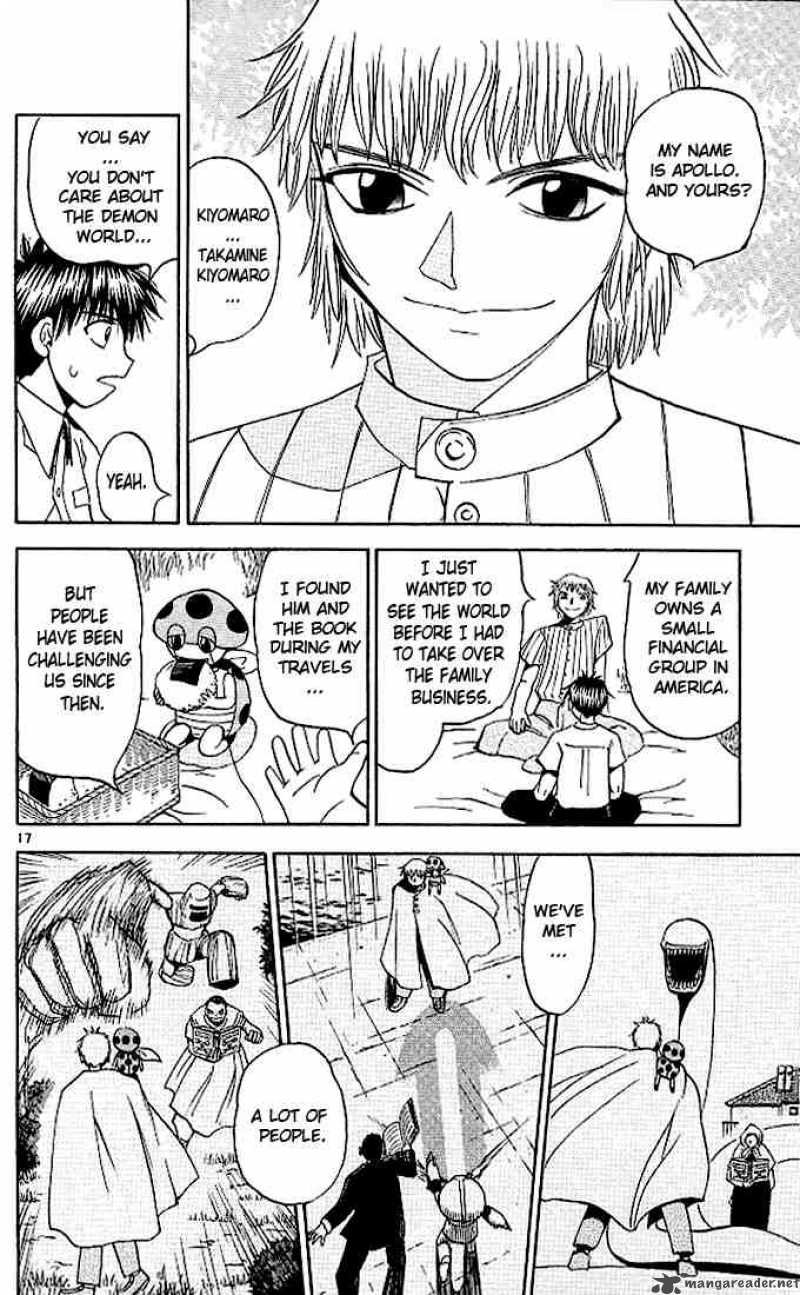 MY NAME
IS APOLLO.
AND YOURS?
KIYOMARO
...
TAKAMINE
KIYOMARO
...
YOU SAY
...
YOU DON'T
CARE ABOUT
THE DEMON
WORLD...
YEAH.
MY FAMILY
OWNS A
SMALL
FINANCIAL
GROUP IN
AMERICA.
I JUST
WANTED TO
SEE THE WORLD
BEFORE I HAD
TO TAKE OVER
THE FAMILY
BUSINESS.
I FOUND
HIM AND
THE BOOK
DURING MY
TRAVELS
...
BUT
PEOPLE
HAVE BEEN
CHALLENGING
US SINCE
THEN.
17
WE'VE
MET
...
A LOT OF
PEOPLE.
mangareader.net